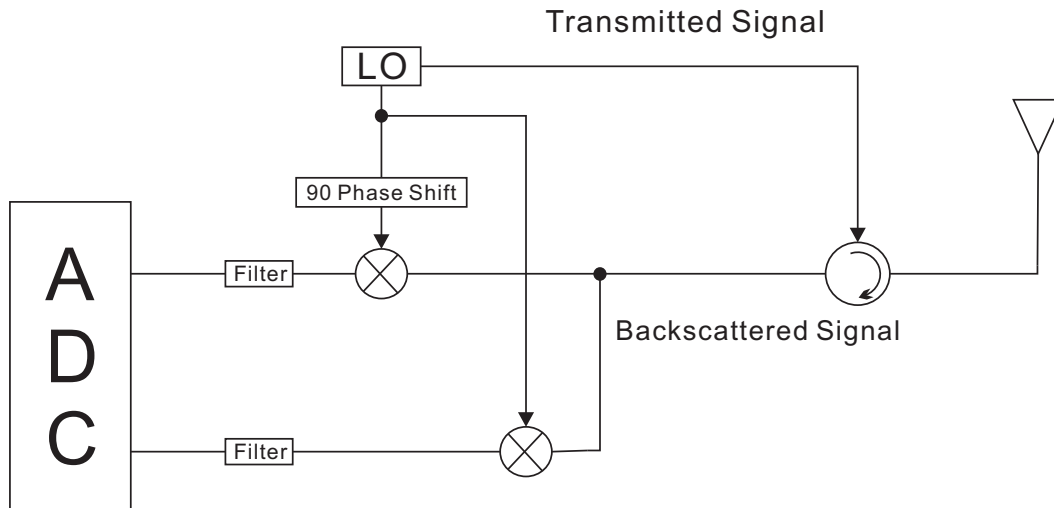 Transmitted Signal
LO
90 Phase Shift
A
D
C
Filter
Backscattered Signal
Filter